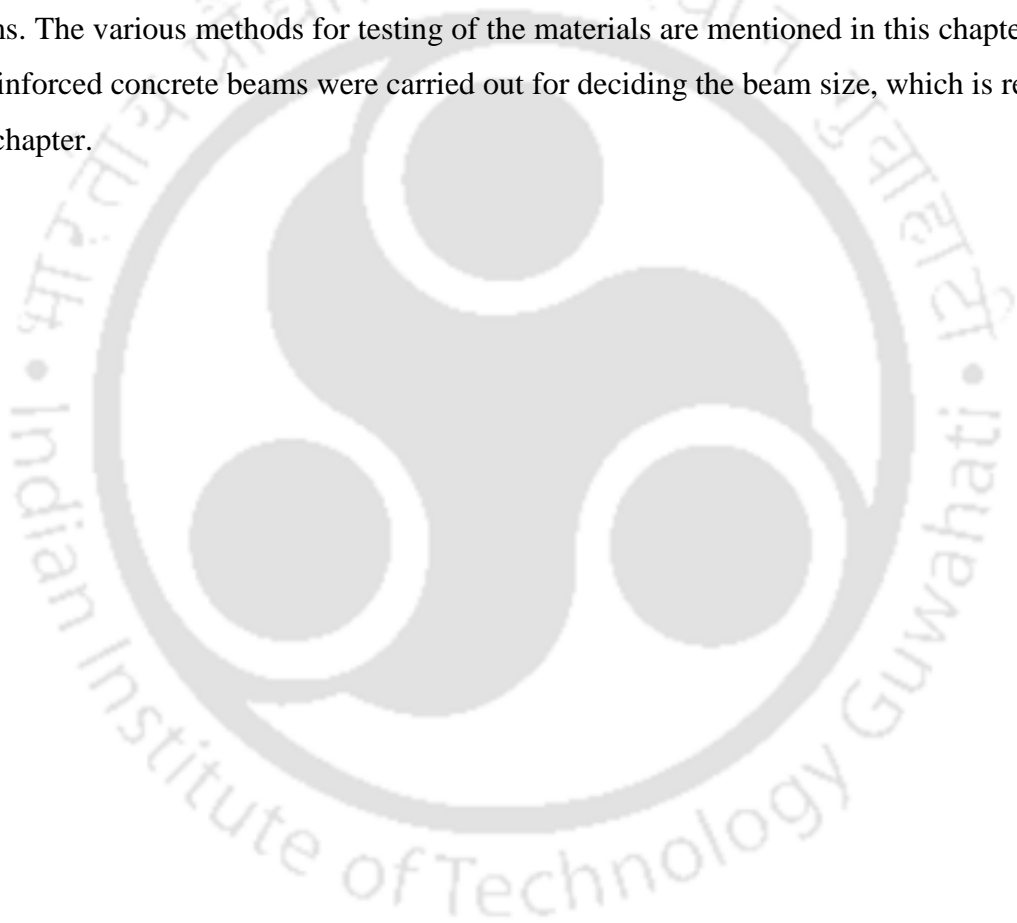 ns. The various methods for testing of the materials are mentioned in this chapte
inforced concrete beams were carried out for deciding the beam size, which is re
chapter.
भारतीय
गुवाहाटी
• Indian Institute of Technology Guwahati •